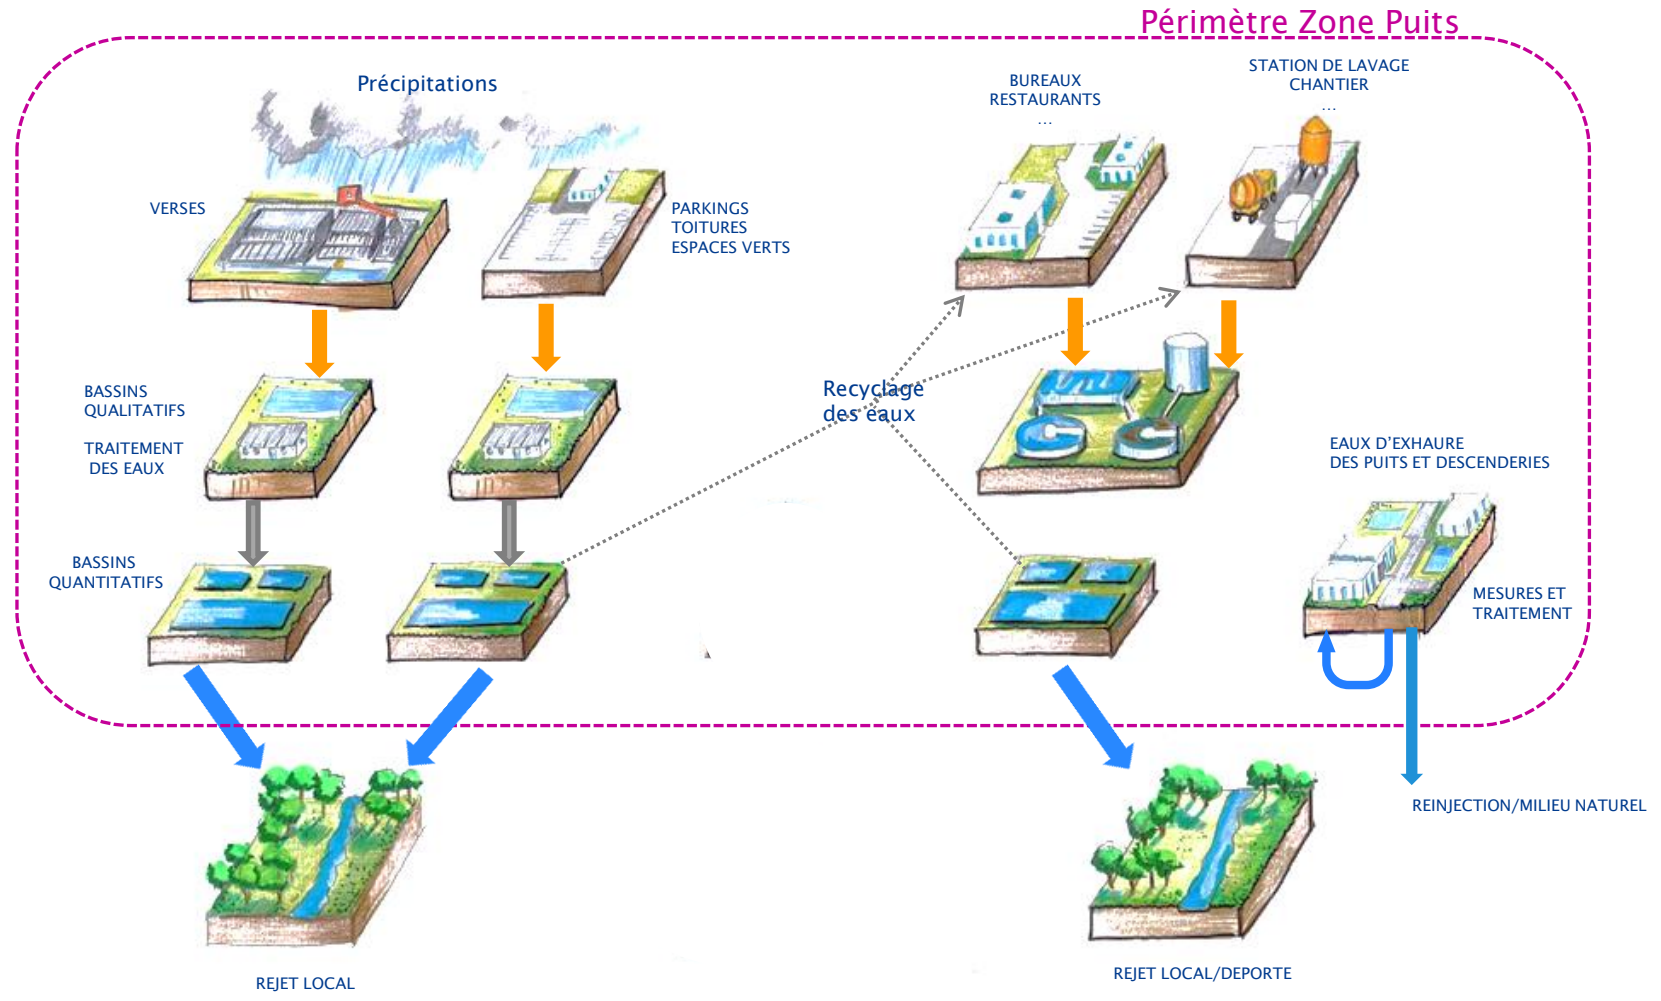 Périmètre Zone Puits
Précipitations
VERSES
PARKINGS
TOITURES
ESPACES VERTS
BUREAUX
RESTAURANTS
...
STATION DE LAVAGE
CHANTIER
...
BASSINS
QUALITATIFS
TRAITEMENT
DES EAUX
Recyclage
des eaux
EAUX D'EXHAURE
DES PUITS ET DESCENDERIES
BASSINS
QUANTITATIFS
MESURES ET
TRAITEMENT
REINJECTION/MILIEU NATUREL
REJET LOCAL
REJET LOCAL/DEPORTE